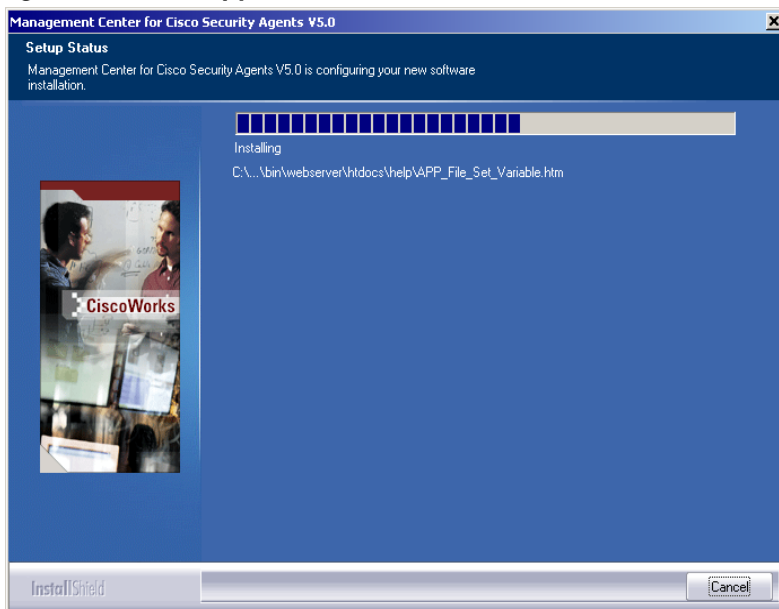 Management Center for Cisco Security Agents V5.0
Setup Status
Management Center for Cisco Security Agents V5.0 is configuring your new software
installation.
Installing
C:\...\bin\webserver\htdocs\help\APP_File_Set_Variable.htm
CiscoWorks
InstallShield
Cancel